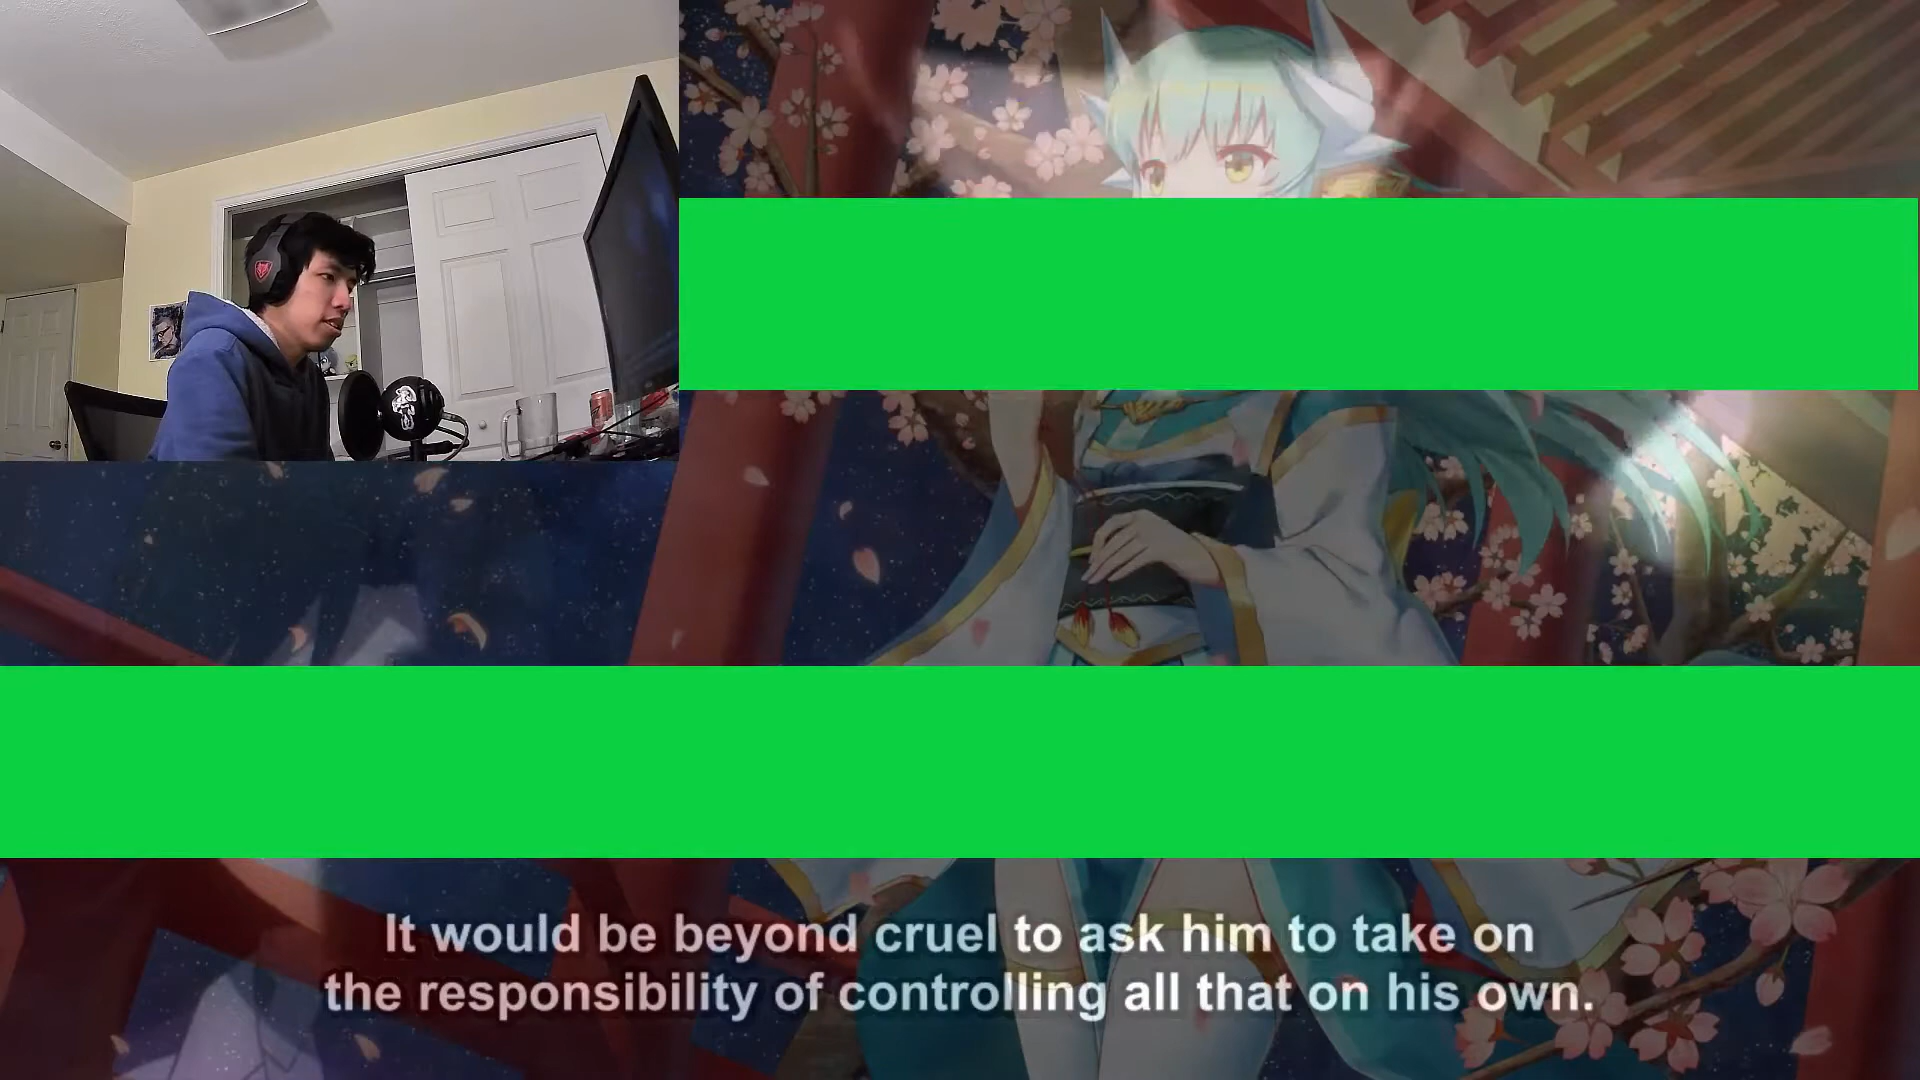 It would be beyond cruel to ask him to take on
the responsibility of controlling all that on his own.